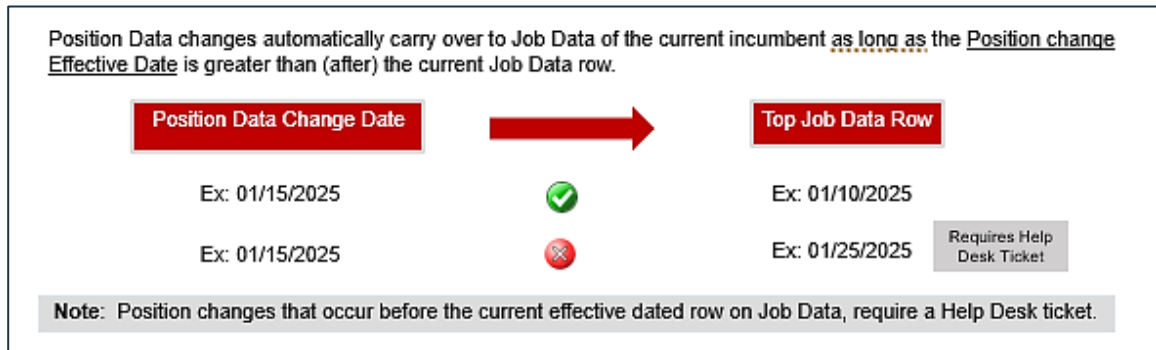 Position Data changes automatically carry over to Job Data of the current incumbent as long as the Position change
Effective Date is greater than (after) the current Job Data row.
Position Data Change Date
Top Job Data Row
Ex: 01/15/2025
Ex: 01/10/2025
Ex: 01/15/2025
Ex: 01/25/2025
Requires Help
Desk Ticket
Note: Position changes that occur before the current effective dated row on Job Data, require a Help Desk ticket.